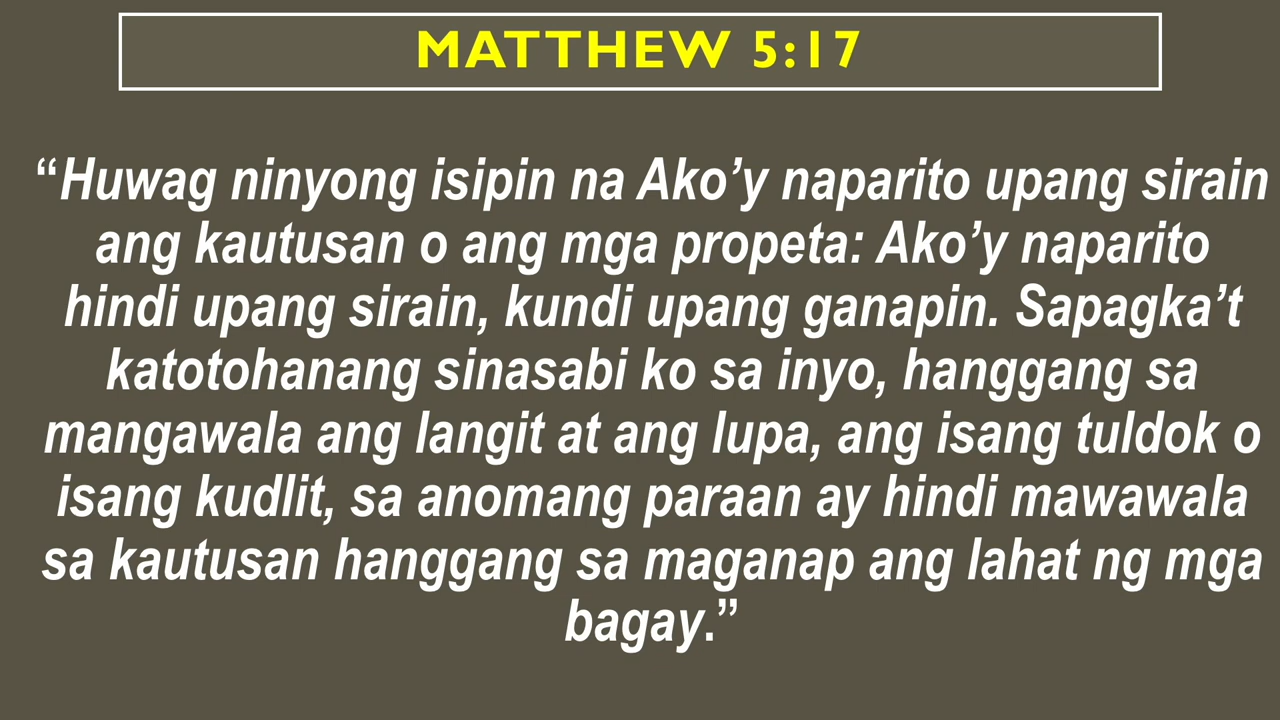 MATTHEW 5:17
“Huwag ninyong isipin na Ako’y naparito upang sirain
ang kautusan o ang mga propeta: Ako’y naparito
hindi upang sirain, kundi upang ganapin. Sapagka’t
katotohanang sinasabi ko sa inyo, hanggang sa
mangawala ang langit at ang lupa, ang isang tuldok o
isang kudlit, sa anomang paraan ay hindi mawawala
sa kautusan hanggang sa maganap ang lahat ng mga
bagay.”